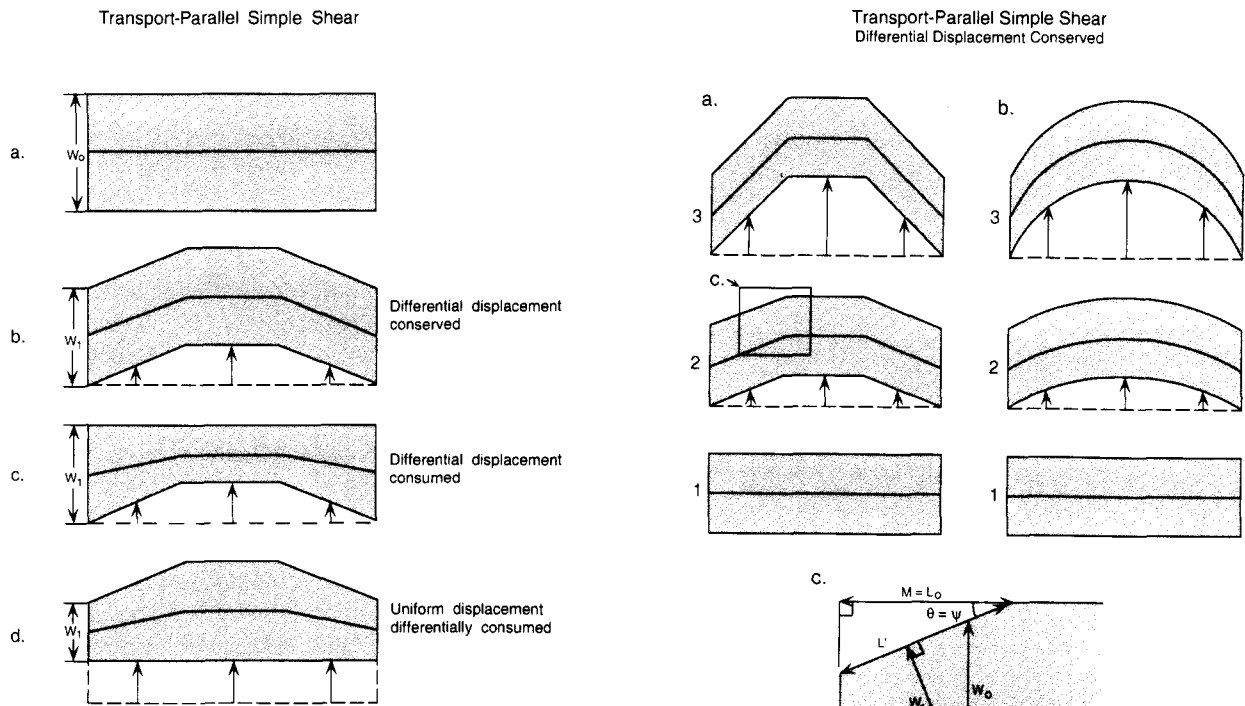 Transport-Parallel Simple Shear
a.
W₀
b.
W₁
Differential displacement
conserved
c.
W₁
Differential displacement
consumed
d.
W₁
Uniform displacement
differentially consumed
Transport-Parallel Simple Shear
Differential Displacement Conserved
a.
b.
3
3
c.
2
2
1
1
C.
M = L₀
θ = ψ
L'
W₀